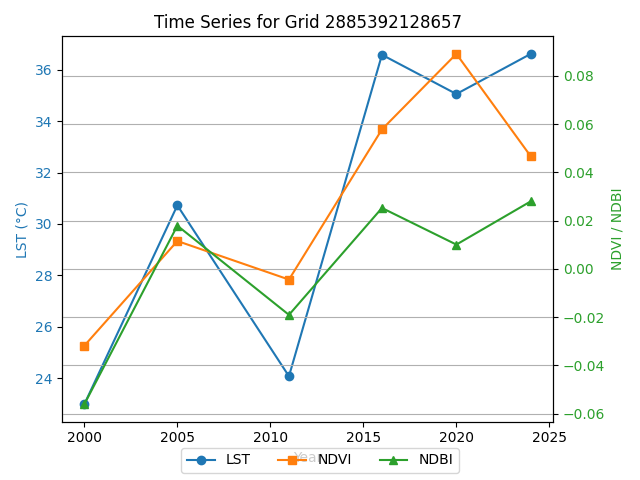 Time Series for Grid 2885392128657
LST (°C)
36
34
32
30
28
26
24
0.08
0.06
0.04
0.02
0.00
−0.02
−0.04
−0.06
NDVI / NDBI
2000 2005 2010 2015 2020 2025
Year
LST NDVI NDBI